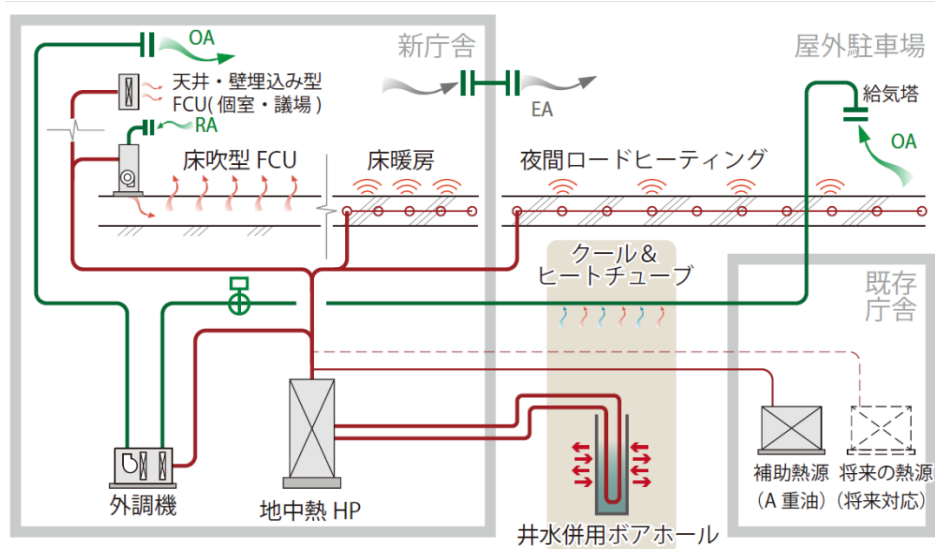 新庁舎
屋外駐車場
OA
天井・壁埋込み型
FCU(個室・議場)
RA
EA
給気塔
OA
床吹型 FCU
床暖房
夜間ロードヒーティング
クール&
ヒートチューブ
既存
庁舎
外調機
地中熱 HP
井水併用ボアホール
補助熱源
(A 重油)
将来の熱源
(将来対応)